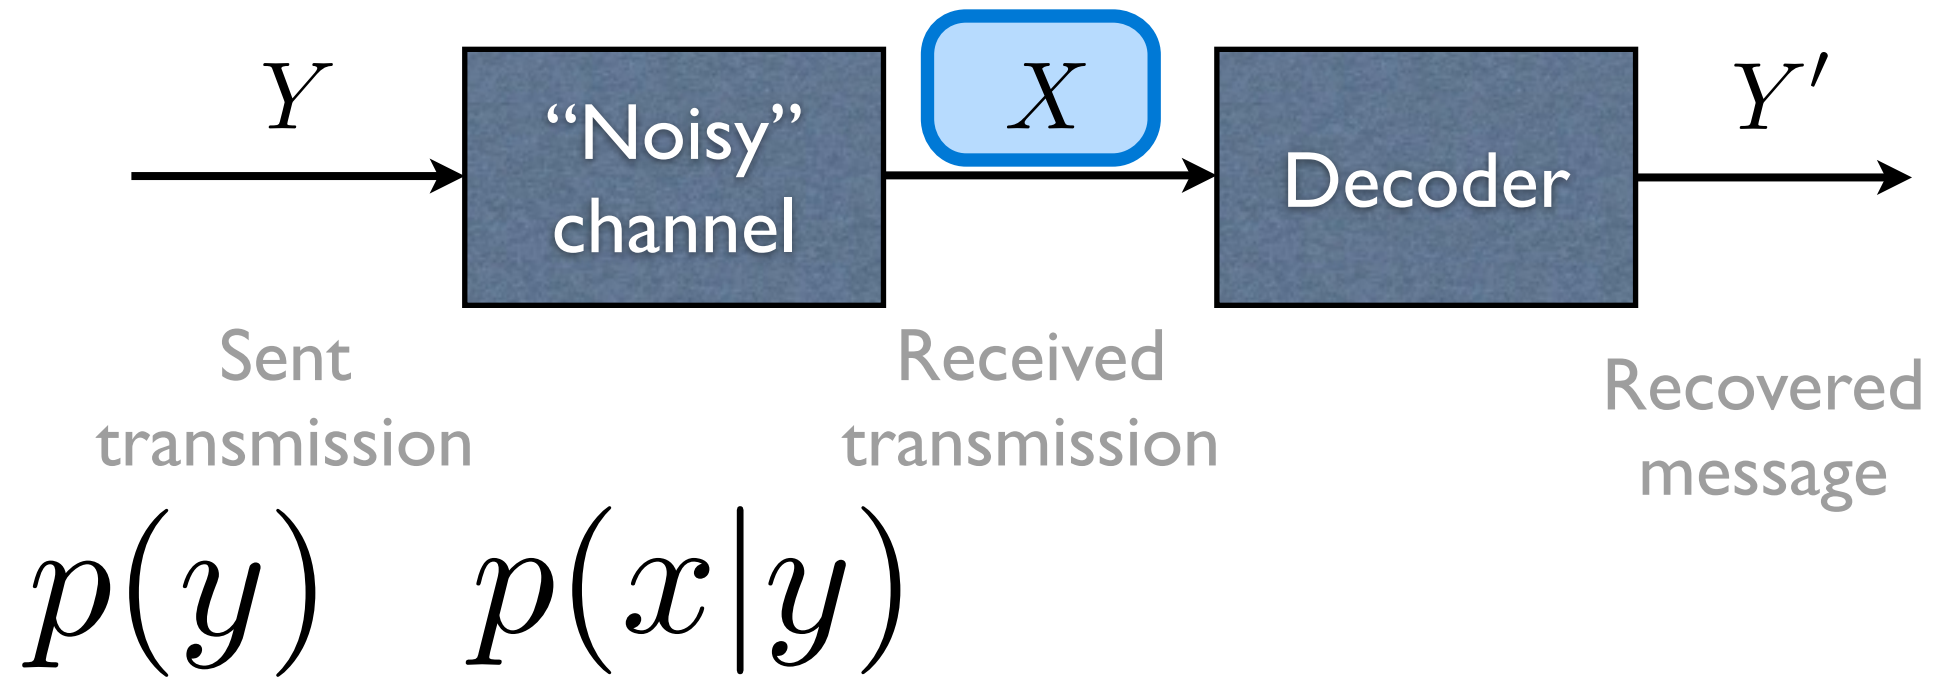 Y
“Noisy”
channel
X
Decoder
Y′
Sent
transmission
Received
transmission
Recovered
message
p(y)
p(x|y)